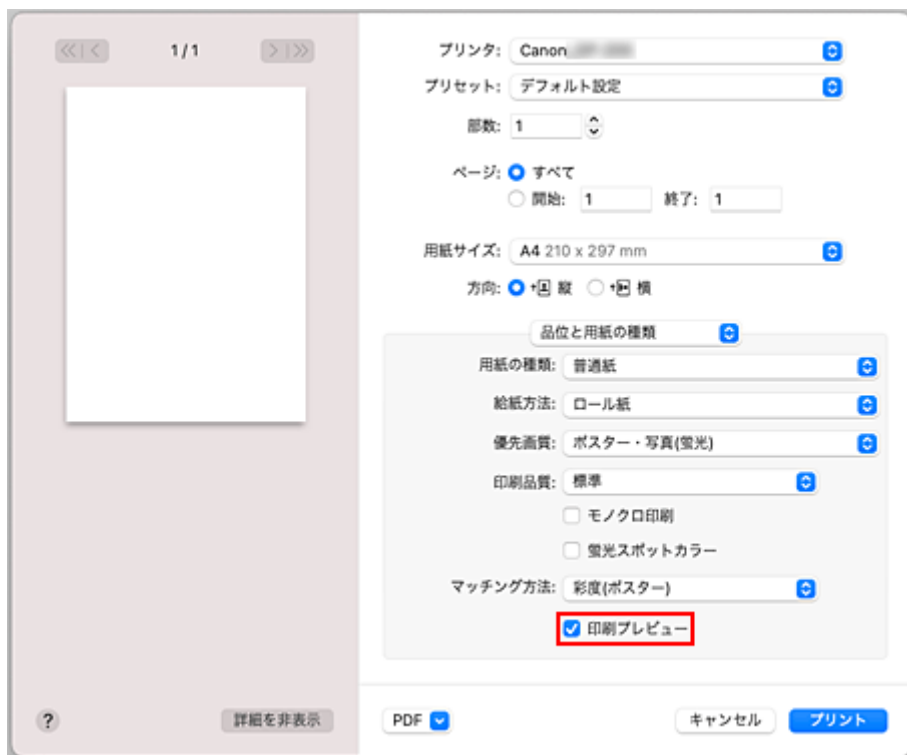 1 / 1
プリンタ: Canon
プリセット: デフォルト設定
部数: 1
ページ: すべて
開始: 1 終了: 1
用紙サイズ: A4 210 x 297 mm
方向: 縦 横
品位と用紙の種類
用紙の種類: 普通紙
給紙方法: ロール紙
優先画質: ポスター・写真(蛍光)
印刷品質: 標準
モノクロ印刷
蛍光スポットカラー
マッチング方法: 彩度(ポスター)
印刷プレビュー
? 詳細を非表示 PDF キャンセル プリント